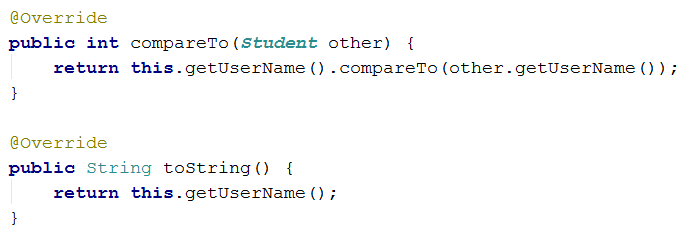 @Override
public int compareTo(Student other) {
    return this.getUserName().compareTo(other.getUserName());
}

@Override
public String toString() {
    return this.getUserName();
}